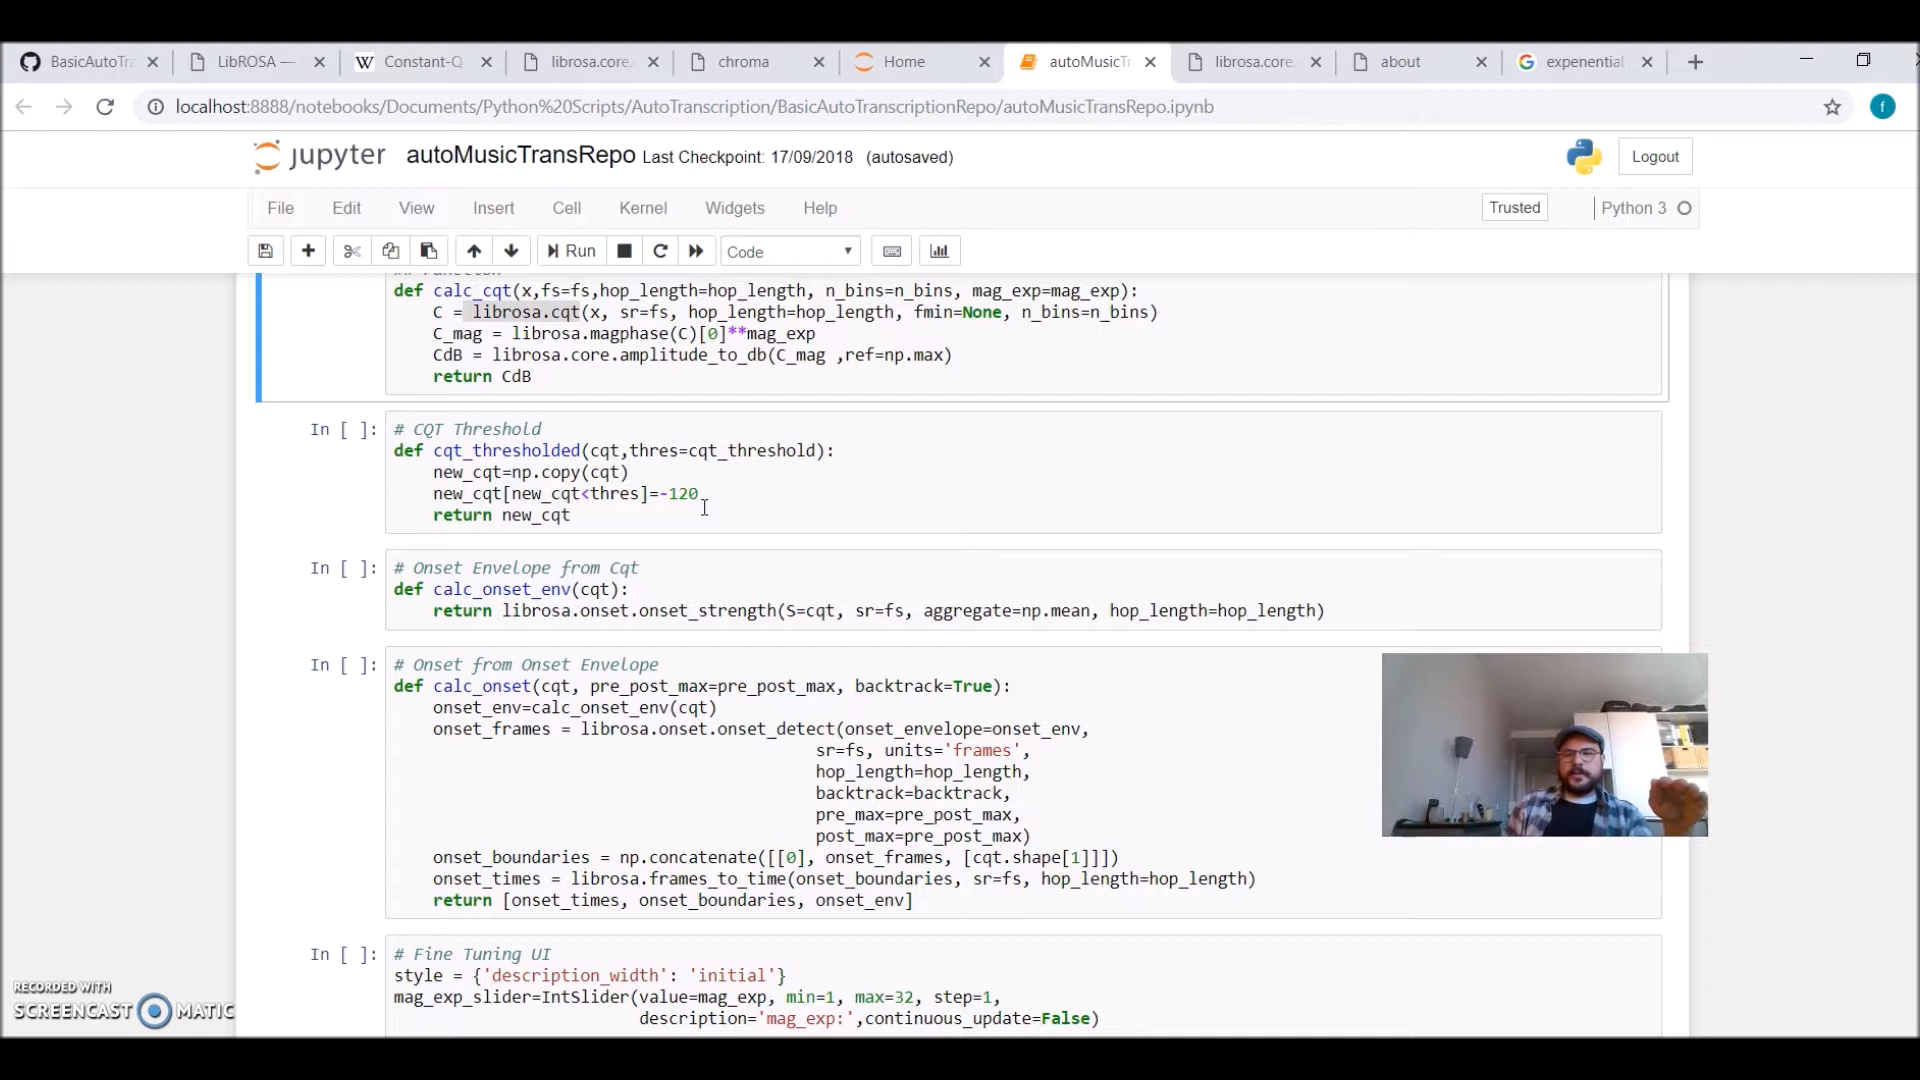 BasicAutoTra
LibROSA —
Constant-Q
librosa.core.
chroma
Home
autoMusicTr
librosa.core.
about
expenential
localhost:8888/notebooks/Documents/Python%20Scripts/AutoTranscription/BasicAutoTranscriptionRepo/autoMusicTransRepo.ipynb
f
jupyter autoMusicTransRepo Last Checkpoint: 17/09/2018 (autosaved)
Logout
File Edit View Insert Cell Kernel Widgets Help
Trusted
Python 3
Run
Code
## Function
def calc_cqt(x,fs=fs,hop_length=hop_length, n_bins=n_bins, mag_exp=mag_exp):
C = librosa.cqt(x, sr=fs, hop_length=hop_length, fmin=None, n_bins=n_bins)
C_mag = librosa.magphase(C)[0]**mag_exp
CdB = librosa.core.amplitude_to_db(C_mag ,ref=np.max)
return CdB
In [ ]: # CQT Threshold
def cqt_thresholded(cqt,thres=cqt_threshold):
new_cqt=np.copy(cqt)
new_cqt[new_cqt<thres]=-120
return new_cqt
In [ ]: # Onset Envelope from Cqt
def calc_onset_env(cqt):
return librosa.onset.onset_strength(S=cqt, sr=fs, aggregate=np.mean, hop_length=hop_length)
In [ ]: # Onset from Onset Envelope
def calc_onset(cqt, pre_post_max=pre_post_max, backtrack=True):
onset_env=calc_onset_env(cqt)
onset_frames = librosa.onset.onset_detect(onset_envelope=onset_env,
sr=fs, units='frames',
hop_length=hop_length,
backtrack=backtrack,
pre_max=pre_post_max,
post_max=pre_post_max)
onset_boundaries = np.concatenate([[0], onset_frames, [cqt.shape[1]]])
onset_times = librosa.frames_to_time(onset_boundaries, sr=fs, hop_length=hop_length)
return [onset_times, onset_boundaries, onset_env]
In [ ]: # Fine Tuning UI
style = {'description_width': 'initial'}
mag_exp_slider=IntSlider(value=mag_exp, min=1, max=32, step=1,
description='mag_exp:',continuous_update=False)
RECORDED WITH
SCREENCAST MATIC